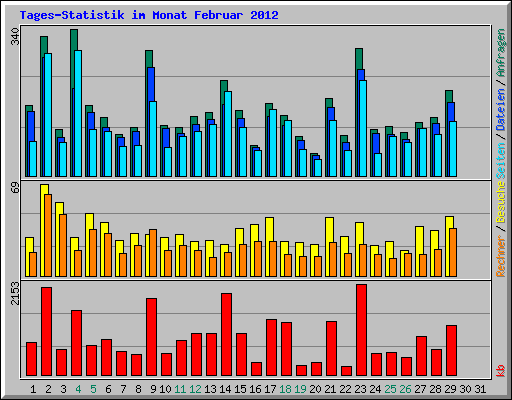 Tages-Statistik im Monat Februar 2012
340
69
2153
Rechner / Besuche Seiten / Dateien / Anfragen
kb
1 2 3 4 5 6 7 8 9 10 11 12 13 14 15 16 17 18 19 20 21 22 23 24 25 26 27 28 29 30 31